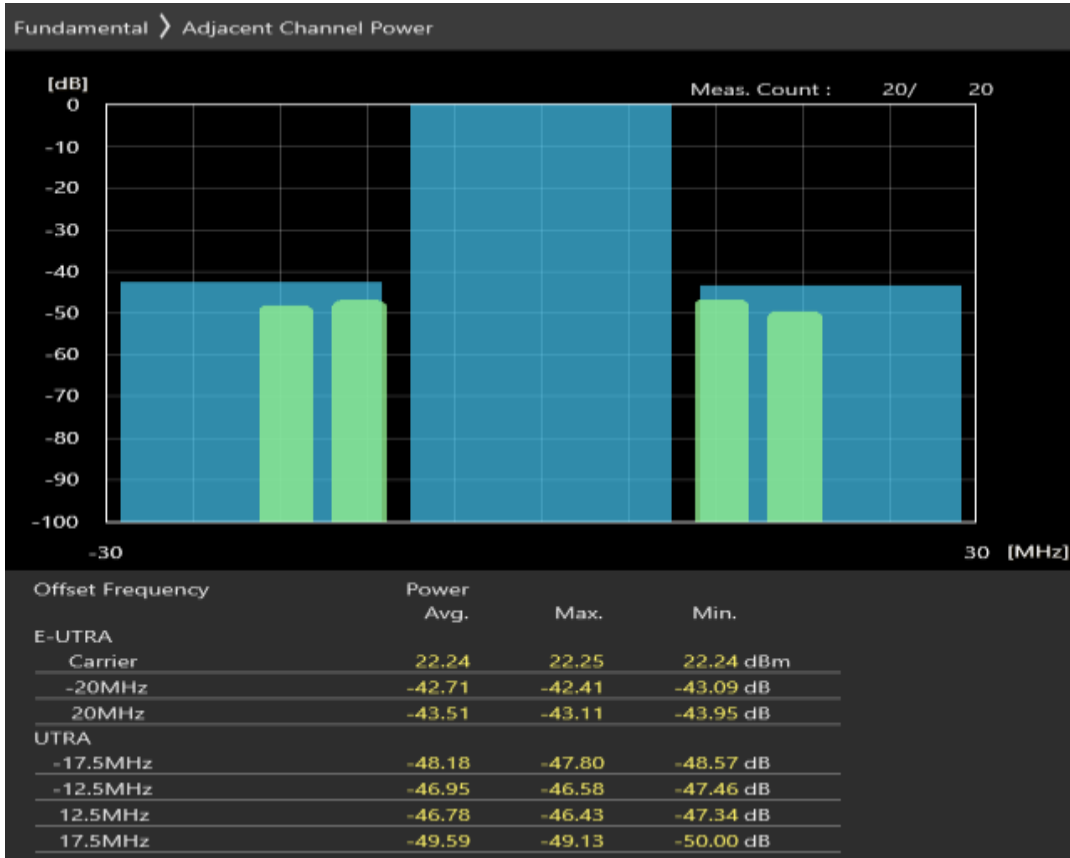 Fundamental > Adjacent Channel Power
[dB]
Meas. Count : 20/ 20
0
-10
-20
-30
-40
-50
-60
-70
-80
-90
-100
-30 30 [MHz]
Offset Frequency Power
Avg. Max. Min.
E-UTRA
Carrier 22.24 22.25 22.24 dBm
-20MHz -42.71 -42.41 -43.09 dB
20MHz -43.51 -43.11 -43.95 dB
UTRA
-17.5MHz -48.18 -47.80 -48.57 dB
-12.5MHz -46.95 -46.58 -47.46 dB
12.5MHz -46.78 -46.43 -47.34 dB
17.5MHz -49.59 -49.13 -50.00 dB